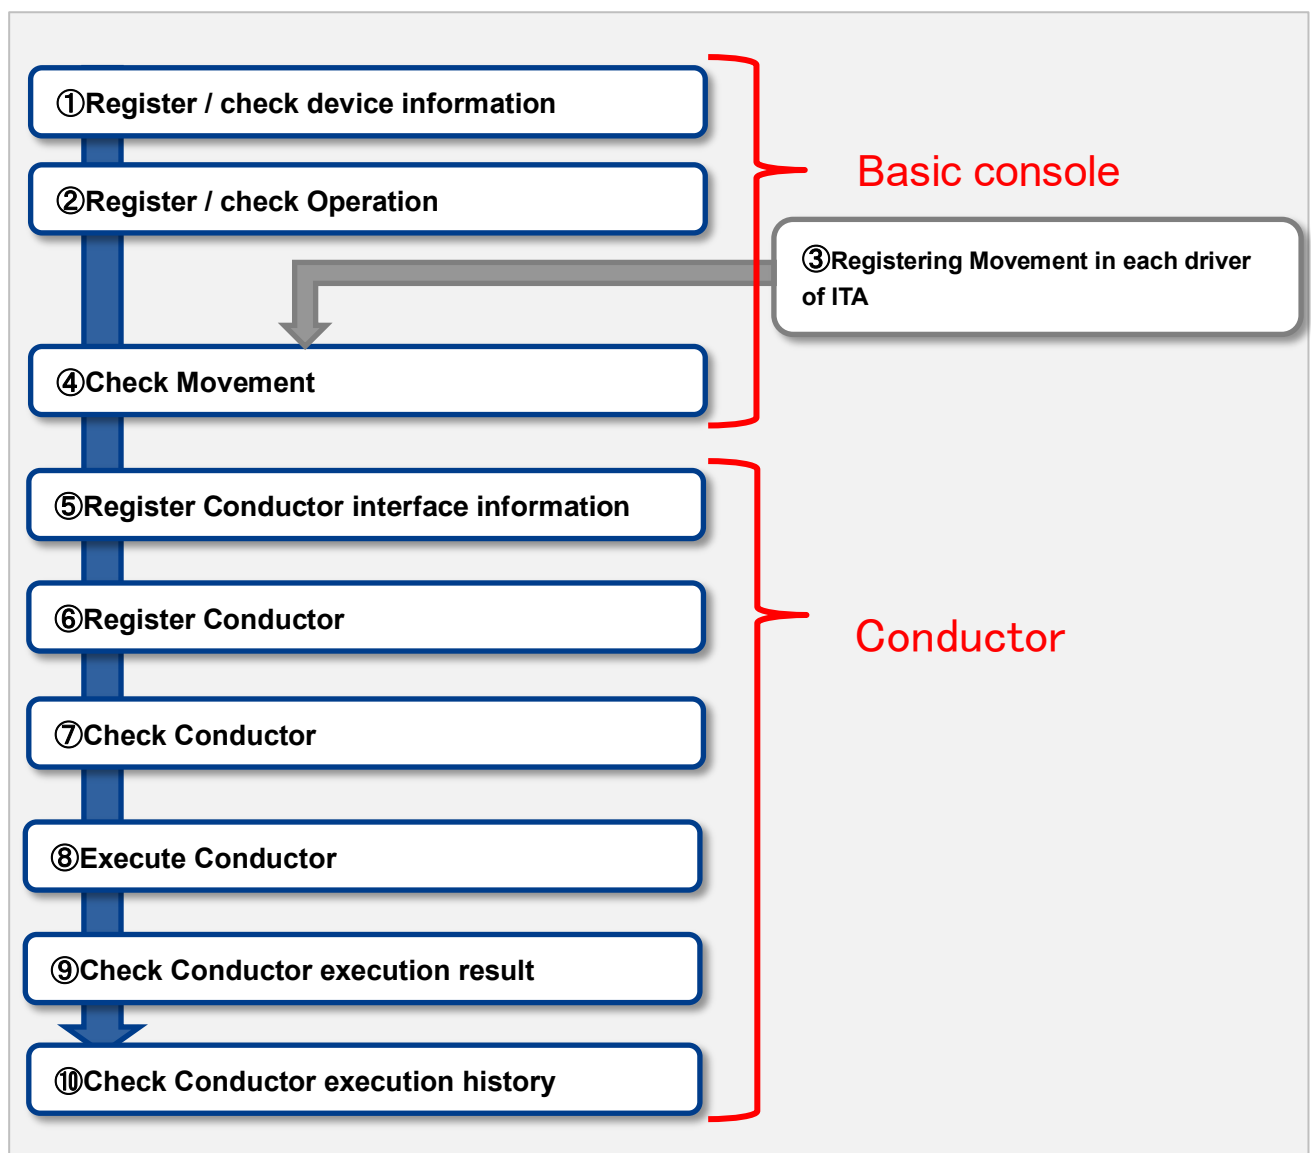 ①Register / check device information
Basic console
②Register / check Operation
③Registering Movement in each driver
of ITA
④Check Movement
⑤Register Conductor interface information
⑥Register Conductor
Conductor
⑦Check Conductor
⑧Execute Conductor
⑨Check Conductor execution result
⑩Check Conductor execution history